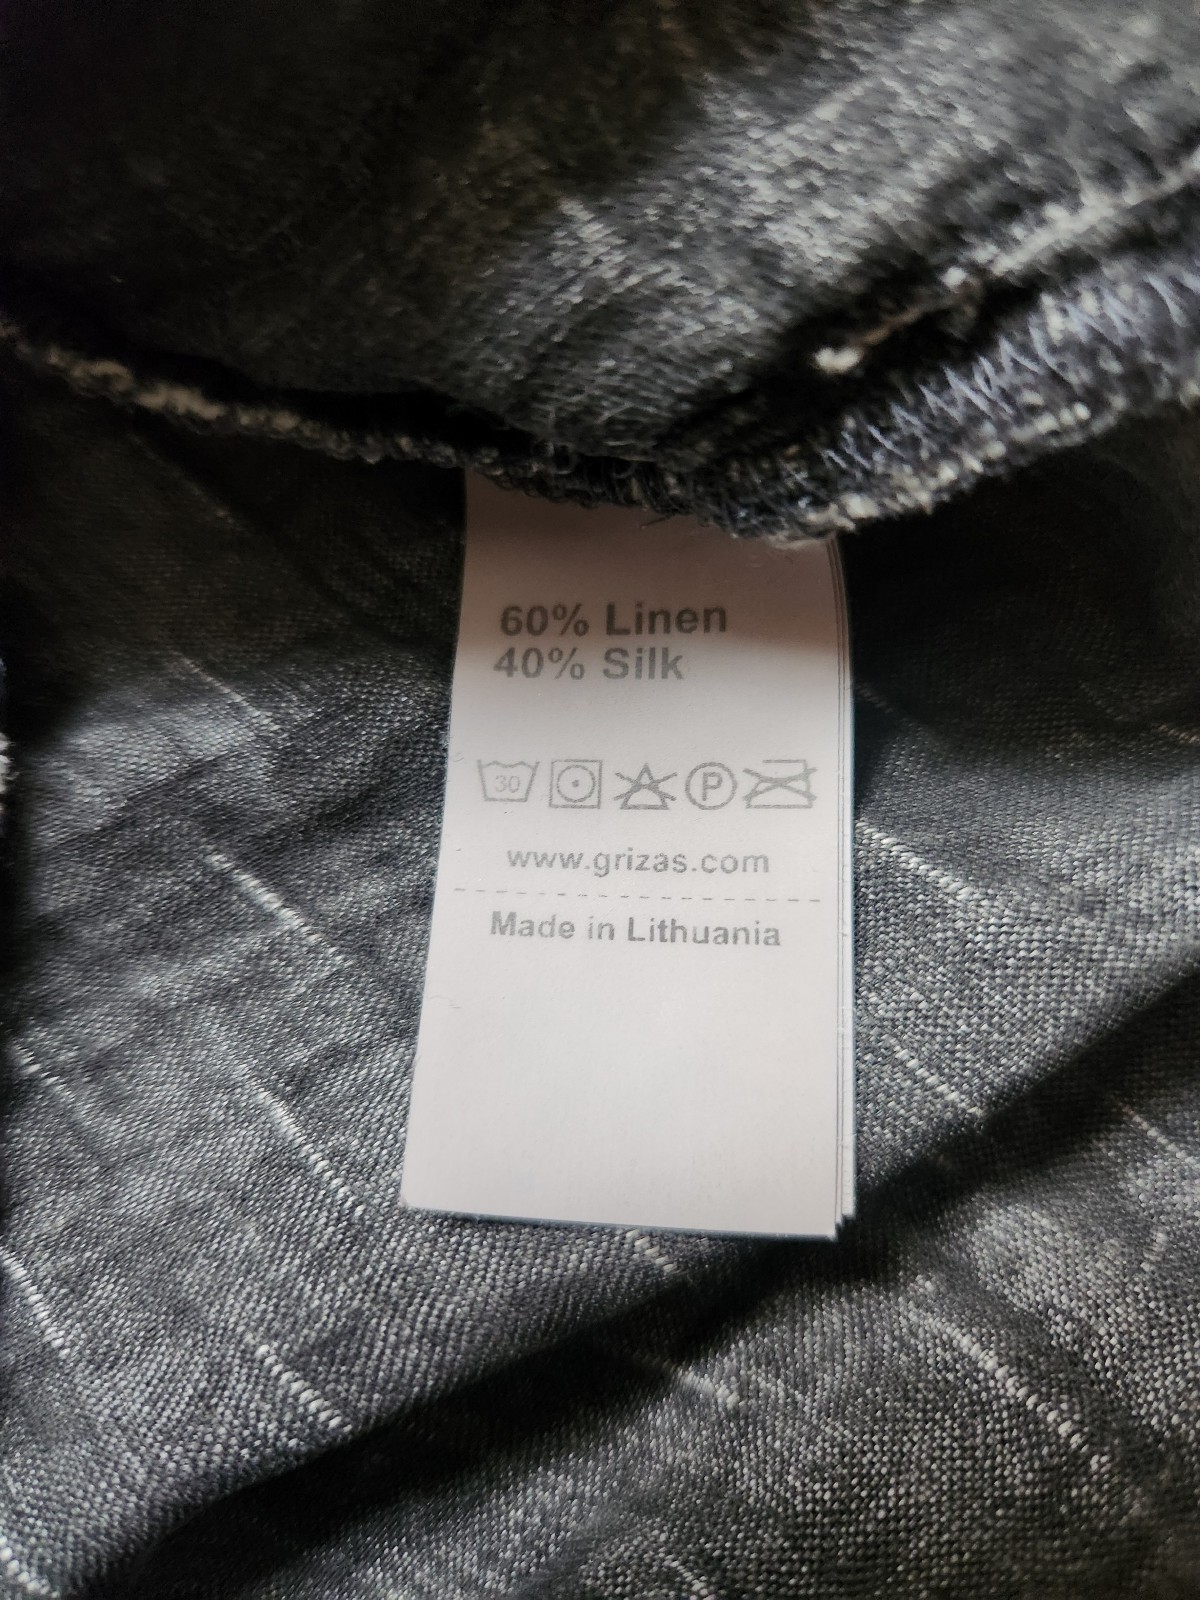 60% Linen
40% Silk
30 P
www.grizas.com
Made in Lithuania